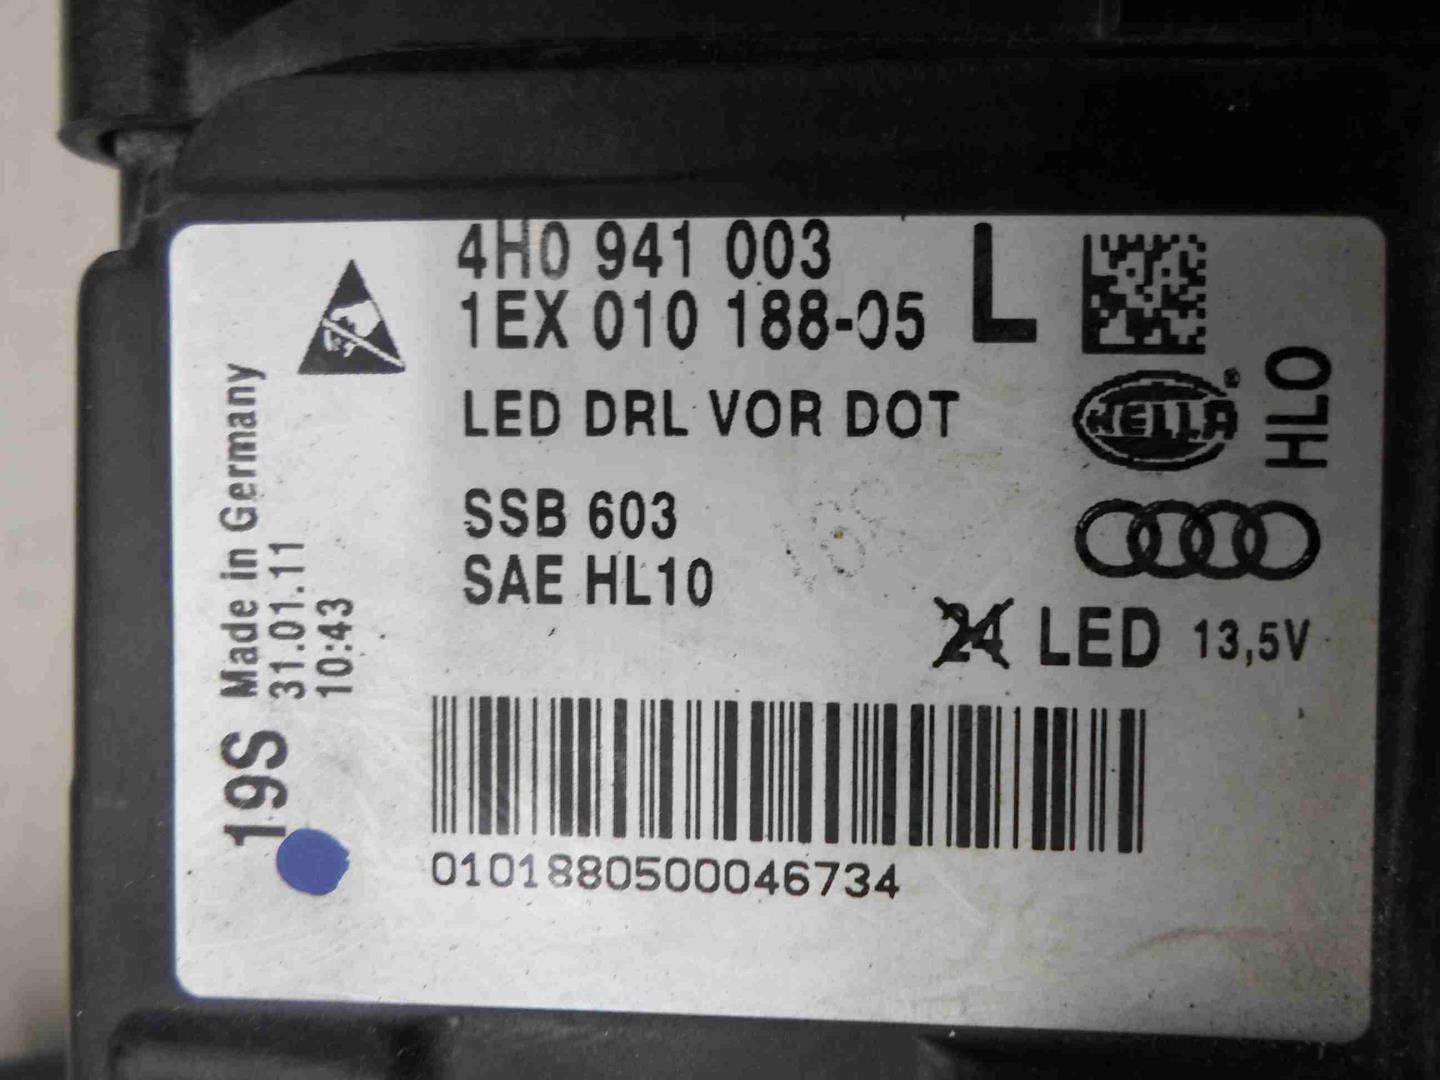 4H0 941 003
1EX 010 188-05
L
LED DRL VOR DOT
HELLA®
HLO
SSB 603
SAE HL10
24 LED 13,5V
Made in Germany
31.01.11
10:43
19S
0101880500046734